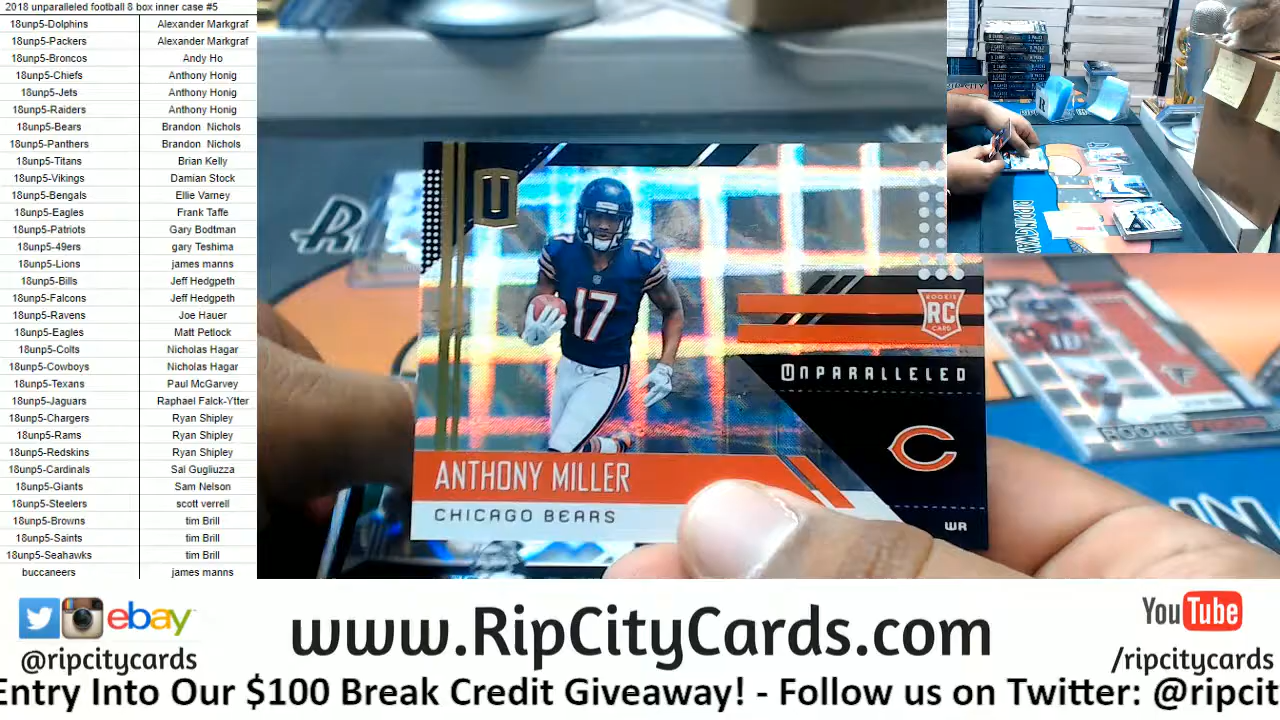 2018 unparalleled football 8 box inner case #5
18unp5-Dolphins Alexander Markgraf
18unp5-Packers Alexander Markgraf
18unp5-Broncos Andy Ho
18unp5-Chiefs Anthony Honig
18unp5-Jets Anthony Honig
18unp5-Raiders Anthony Honig
18unp5-Bears Brandon Nichols
18unp5-Panthers Brandon Nichols
18unp5-Titans Brian Kelly
18unp5-Vikings Damian Stock
18unp5-Bengals Ellie Varney
18unp5-Eagles Frank Taffe
18unp5-Patriots Gary Bodtman
18unp5-49ers gary Teshima
18unp5-Lions james manns
18unp5-Bills Jeff Hedgpeth
18unp5-Falcons Jeff Hedgpeth
18unp5-Ravens Joe Hauer
18unp5-Eagles Matt Petlock
18unp5-Colts Nicholas Hagar
18unp5-Cowboys Nicholas Hagar
18unp5-Texans Paul McGarvey
18unp5-Jaguars Raphael Falck-Ytter
18unp5-Chargers Ryan Shipley
18unp5-Rams Ryan Shipley
18unp5-Redskins Ryan Shipley
18unp5-Cardinals Sal Gugliuzza
18unp5-Giants Sam Nelson
18unp5-Steelers scott verrell
18unp5-Browns tim Brill
18unp5-Saints tim Brill
18unp5-Seahawks tim Brill
buccaneers james manns
U
17
17
ROOKIE
RC
CARD
UNPARALLELED
C
ANTHONY MILLER
CHICAGO BEARS
WR
ROOKIE
ebay
@ripcitycards
www.RipCityCards.com
YouTube
/ripcitycards
Entry Into Our $100 Break Credit Giveaway! - Follow us on Twitter: @ripcit